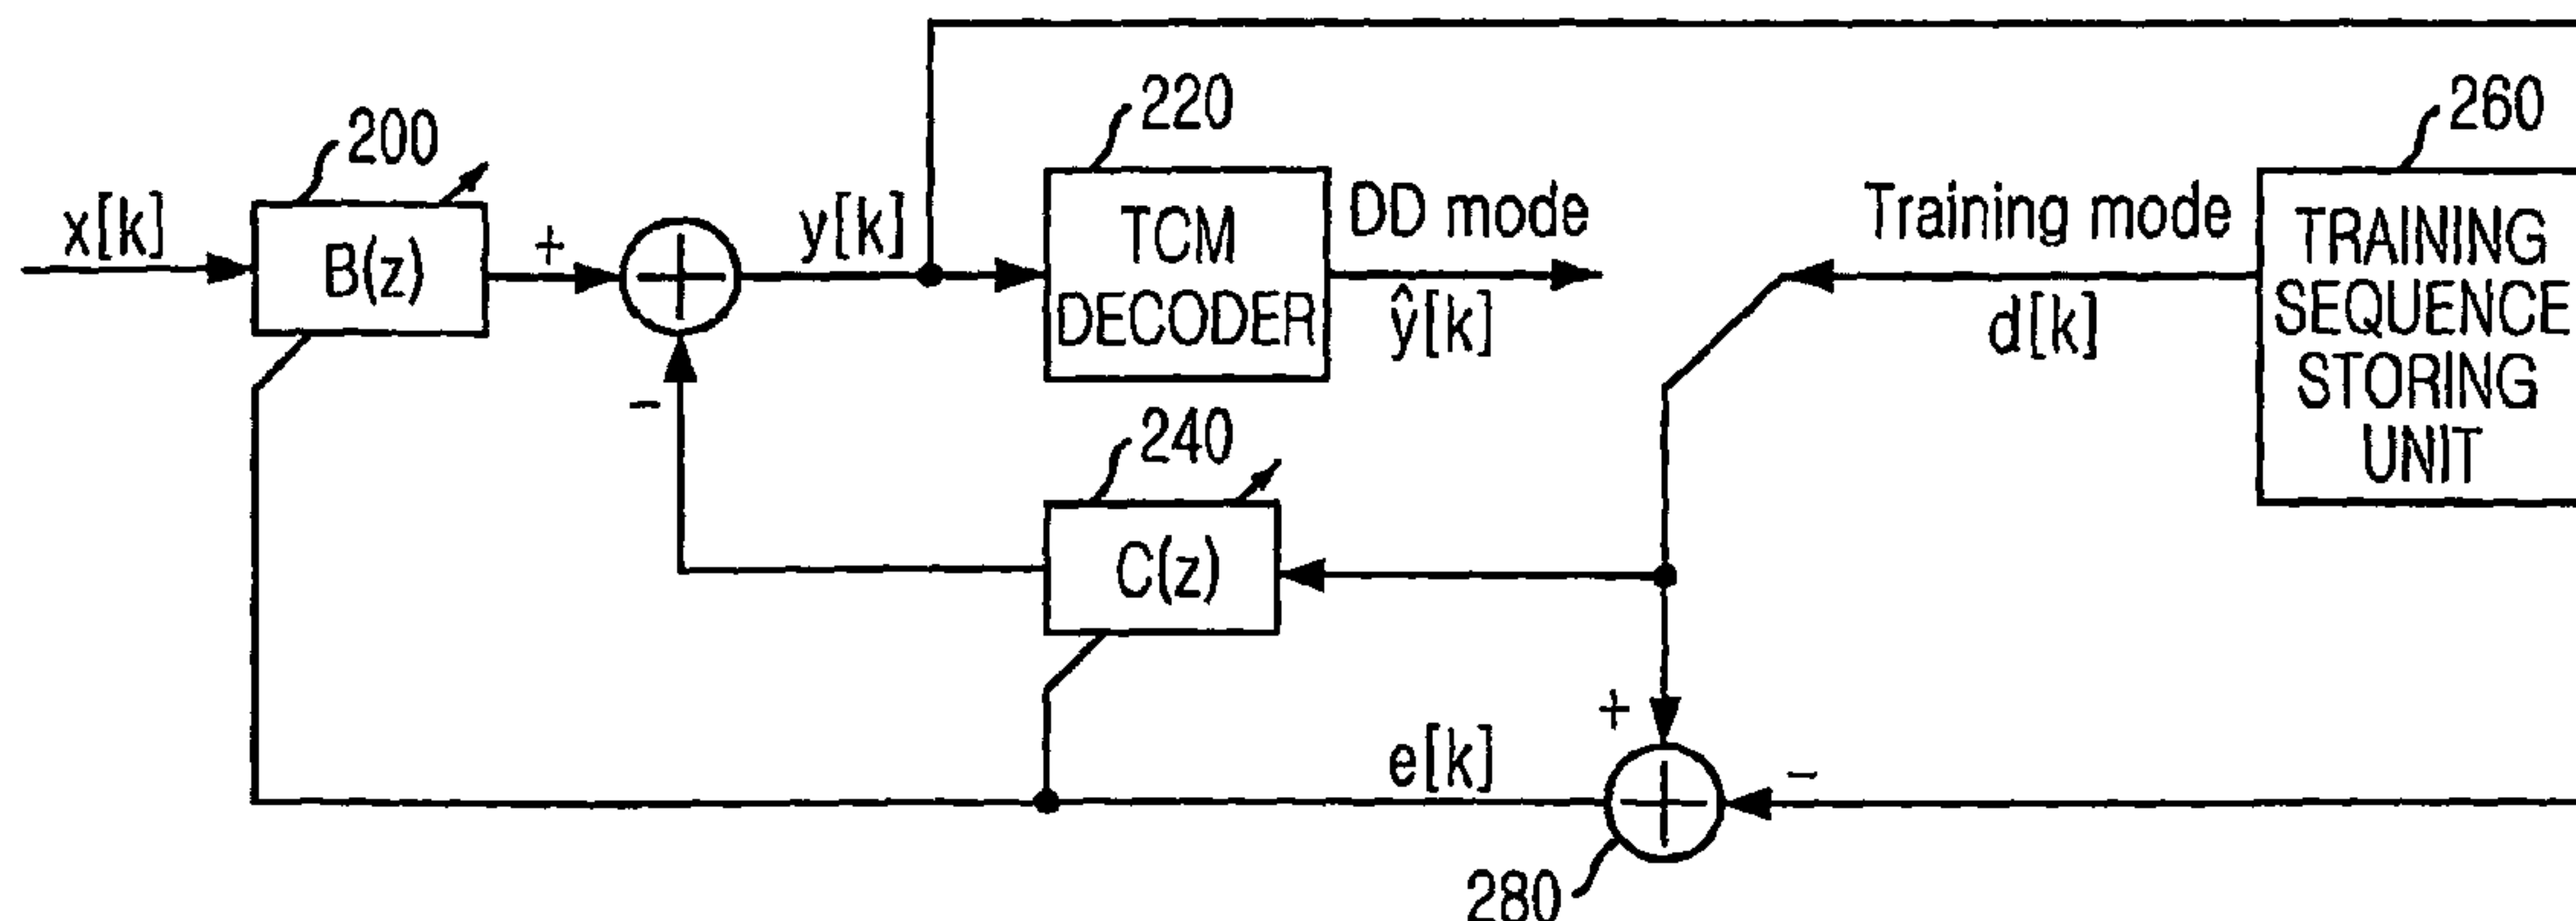 200
x[k]
B(z)
+
-
y[k]
220
TCM
DECODER
DD mode
ŷ[k]
Training mode
d[k]
260
TRAINING
SEQUENCE
STORING
UNIT
240
C(z)
+
-
e[k]
280